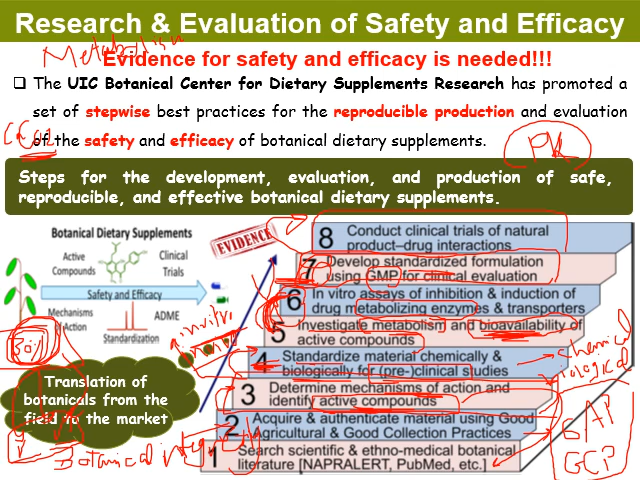 Research & Evaluation of Safety and Efficacy
Metabolism
Evidence for safety and efficacy is needed!!!
❑ The UIC Botanical Center for Dietary Supplements Research has promoted a
set of stepwise best practices for the reproducible production and evaluation
of the safety and efficacy of botanical dietary supplements.
PK
Steps for the development, evaluation, and production of safe,
reproducible, and effective botanical dietary supplements.
Botanical Dietary Supplements
Active
Compounds
Clinical
Trials
Safety and Efficacy
Mechanisms
of Action
ADME
Standardization
EVIDENCE
Translation of
botanicals from the
field to the market
8 Conduct clinical trials of natural
product–drug interactions
7 Develop standardized formulation
using GMP for clinical evaluation
6 In vitro assays of inhibition & induction of
drug metabolizing enzymes & transporters
5 Investigate metabolism and bioavailability of
active compounds
4 Standardize material chemically &
biologically for (pre-)clinical studies
3 Determine mechanisms of action and
identify active compounds
2 Acquire & authenticate material using Good
Agricultural & Good Collection Practices
1 Search scientific & ethno-medical botanical
literature [NAPRALERT, PubMed, etc.]
in vitro
chemical
biological
GAP
GCP
Botanical